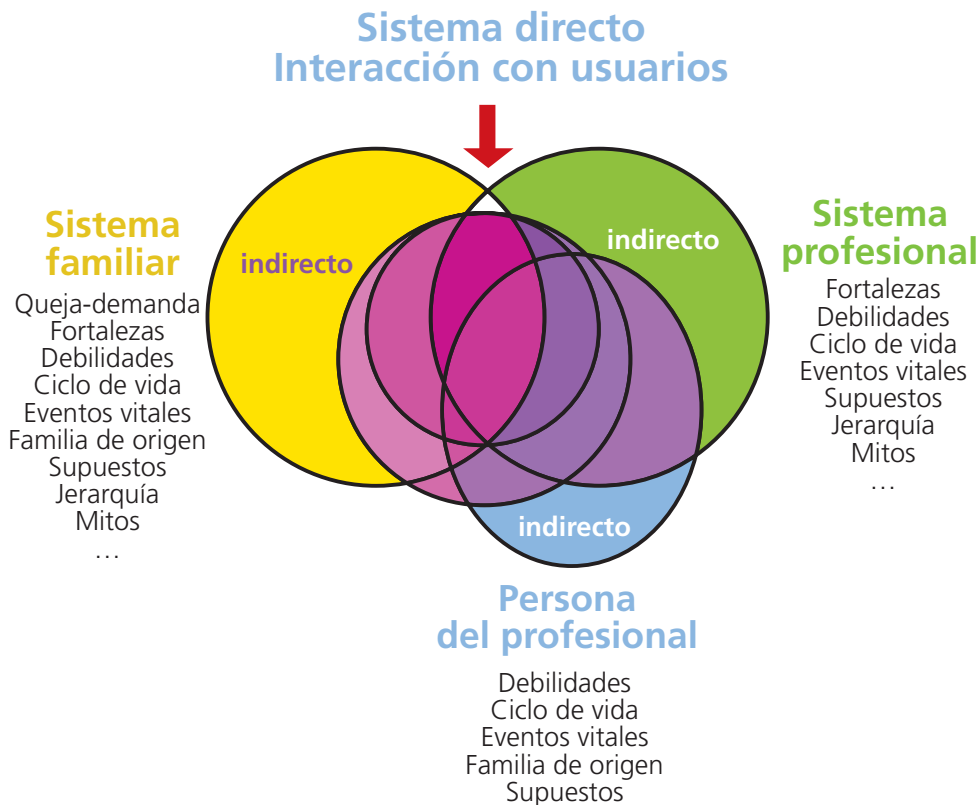 Sistema directo
Interacción con usuarios
Sistema
familiar
indirecto
Queja-demanda
Fortalezas
Debilidades
Ciclo de vida
Eventos vitales
Familia de origen
Supuestos
Jerarquía
Mitos
…
indirecto
Sistema
profesional
Fortalezas
Debilidades
Ciclo de vida
Eventos vitales
Supuestos
Jerarquía
Mitos
…
indirecto
Persona
del profesional
Debilidades
Ciclo de vida
Eventos vitales
Familia de origen
Supuestos